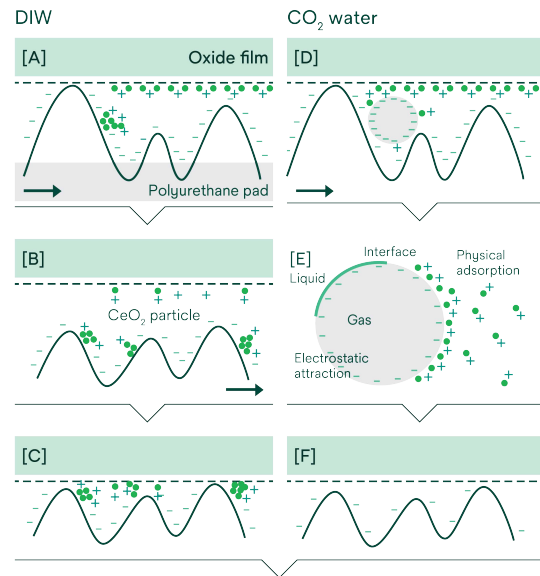 DIW
CO₂ water
[A]
Oxide film
[D]
Polyurethane pad
[B]
CeO₂ particle
[E]
Interface
Physical
adsorption
Liquid
Gas
Electrostatic
attraction
[C]
[F]